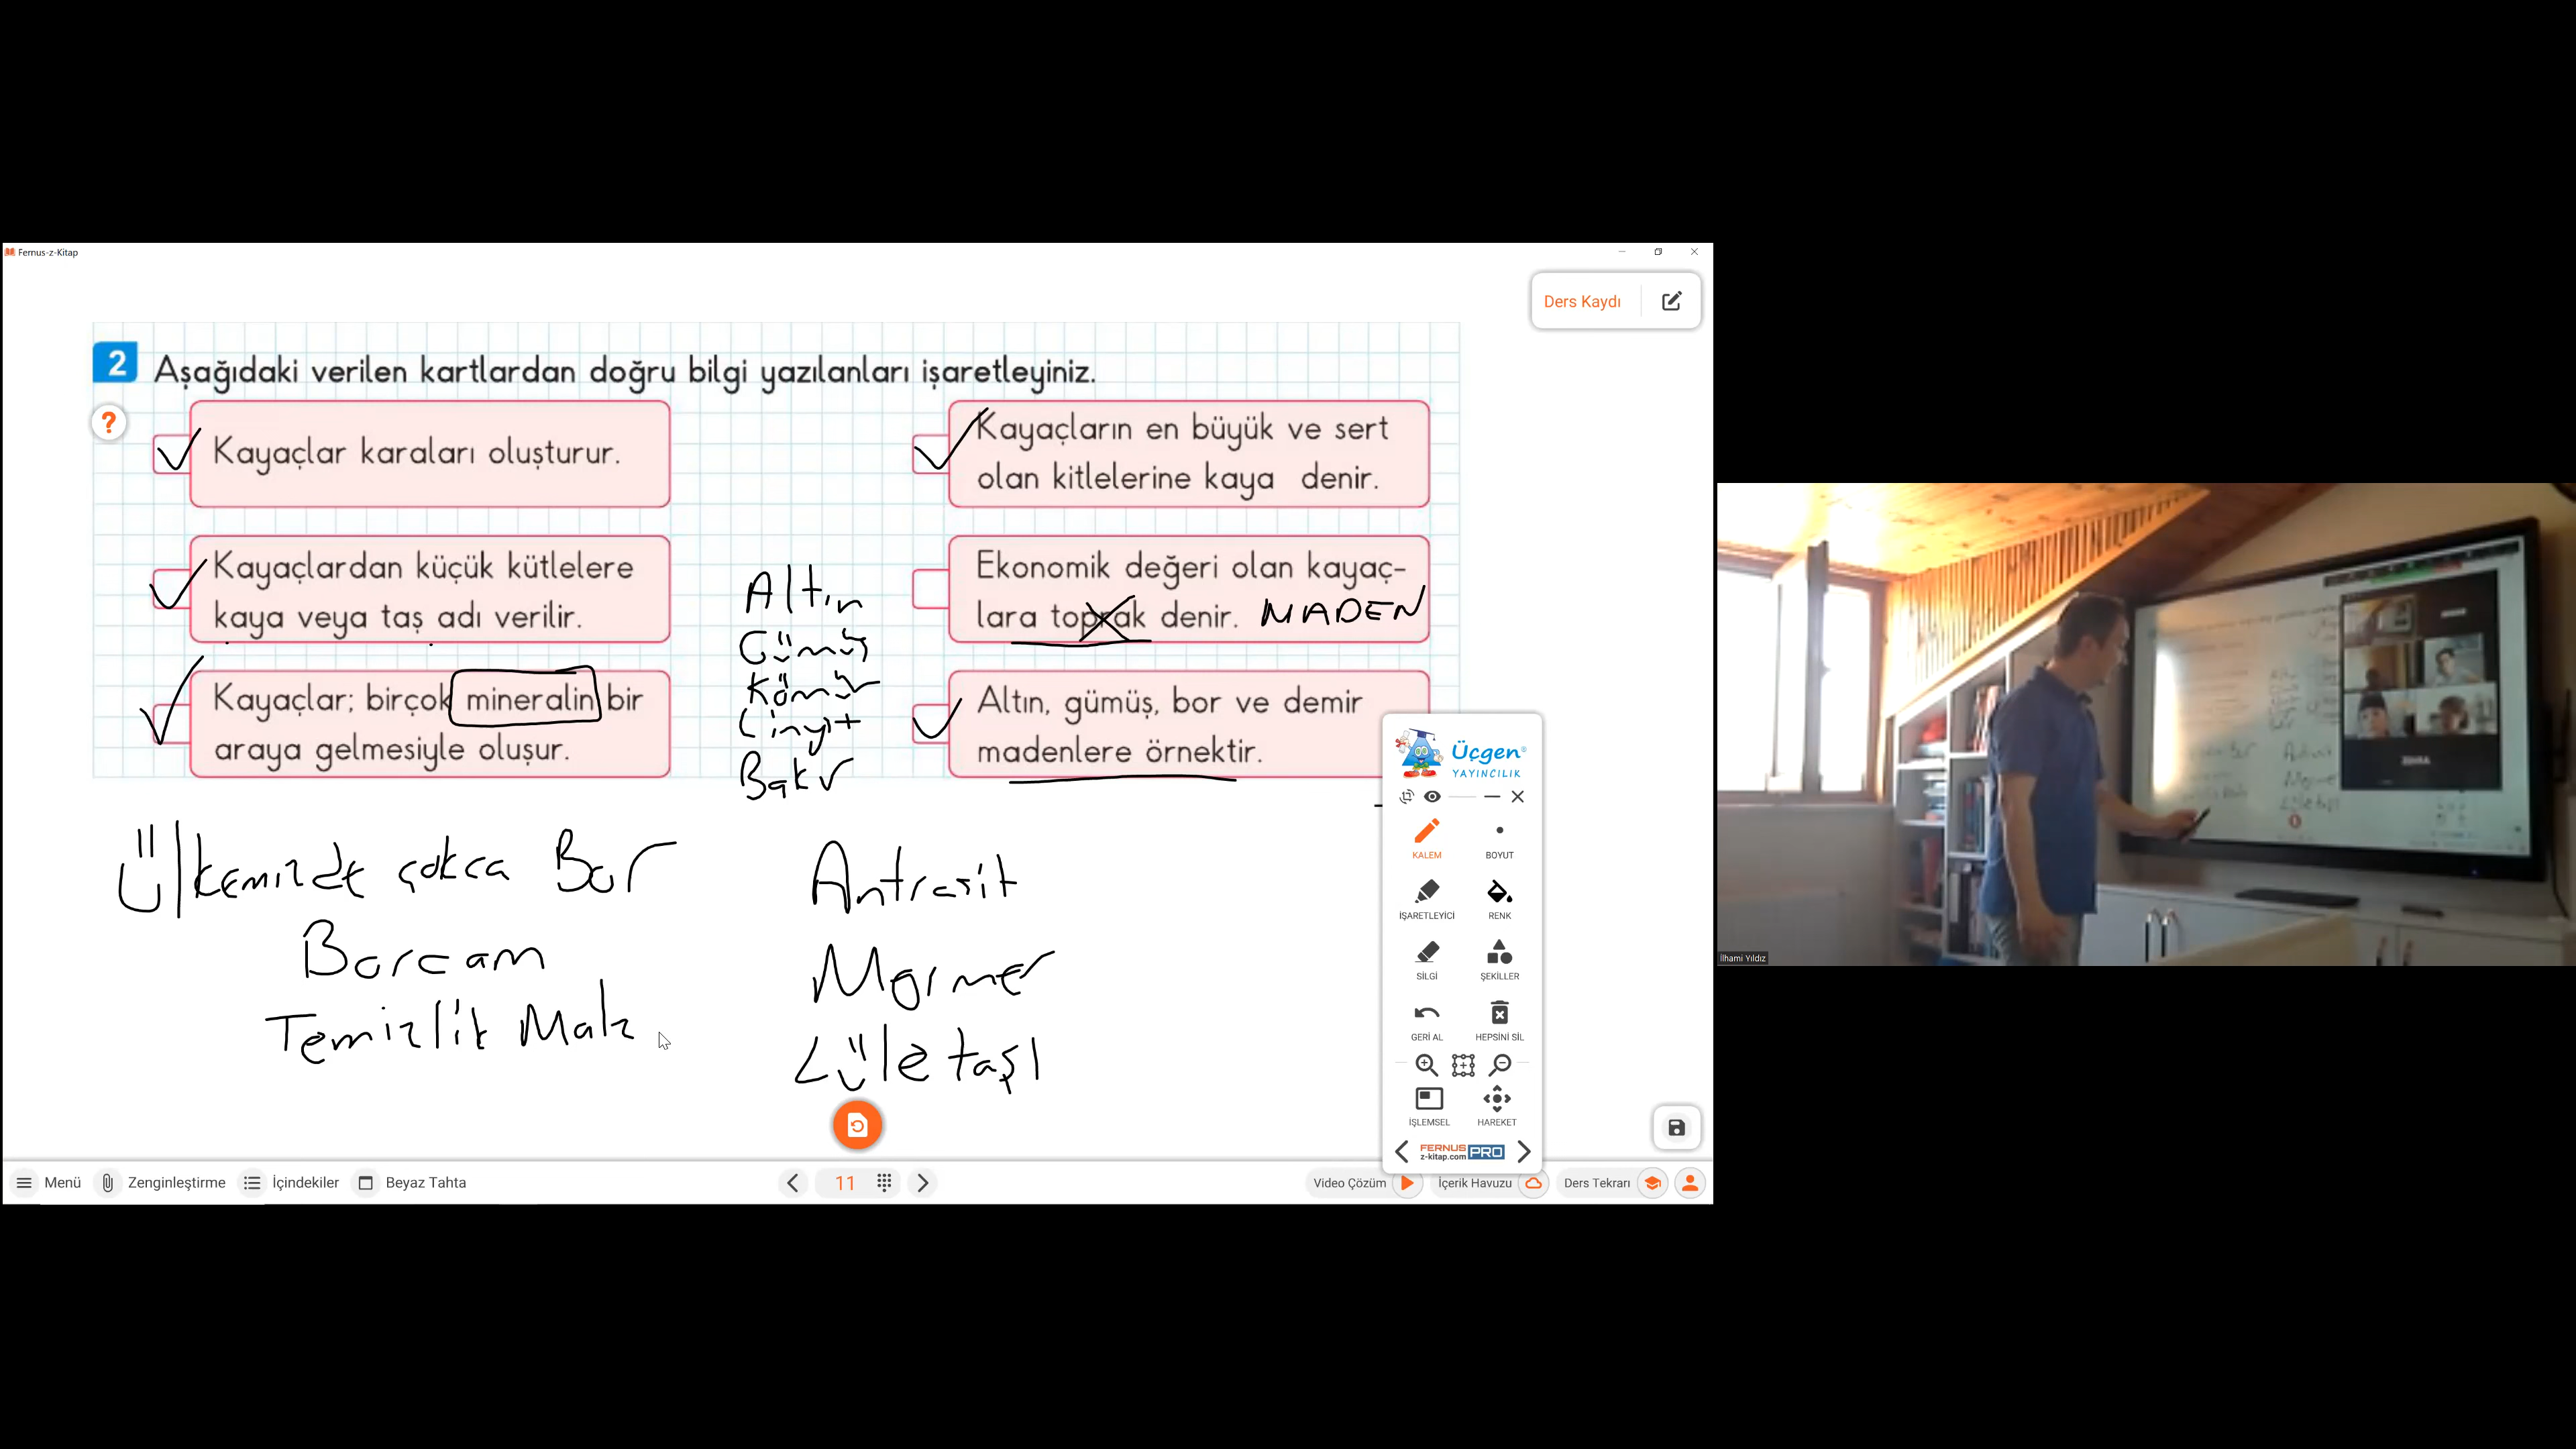 Fernus-z-Kitap
Ders Kaydı
2 Aşağıdaki verilen kartlardan doğru bilgi yazılanları işaretleyiniz.
?
Kayaçlar karaları oluşturur.
Kayaçların en büyük ve sert
olan kitlelerine kaya denir.
Kayaçlardan küçük kütlelere
kaya veya taş adı verilir.
Ekonomik değeri olan kayaç-
lara toprak denir. MADEN
Kayaçlar; birçok mineralin bir
araya gelmesiyle oluşur.
Altın, gümüş, bor ve demir
madenlere örnektir.
Altın
Gümüş
Kömür
Linyit
Bakır
Ülkemizde çokca Bor
Borcam
Temizlik Malz
Antrasit
Mermer
Lületaşı
Üçgen
YAYINCILIK
KALEM
BOYUT
İŞARETLEYİCİ
RENK
SİLGİ
ŞEKİLLER
GERİ AL
HEPSİNİ SİL
İŞLEMSEL
HAREKET
FERNUS
z-kitap.com PRO
Menü
Zenginleştirme
İçindekiler
Beyaz Tahta
11
Video Çözüm
İçerik Havuzu
Ders Tekrarı
İlhami Yıldız